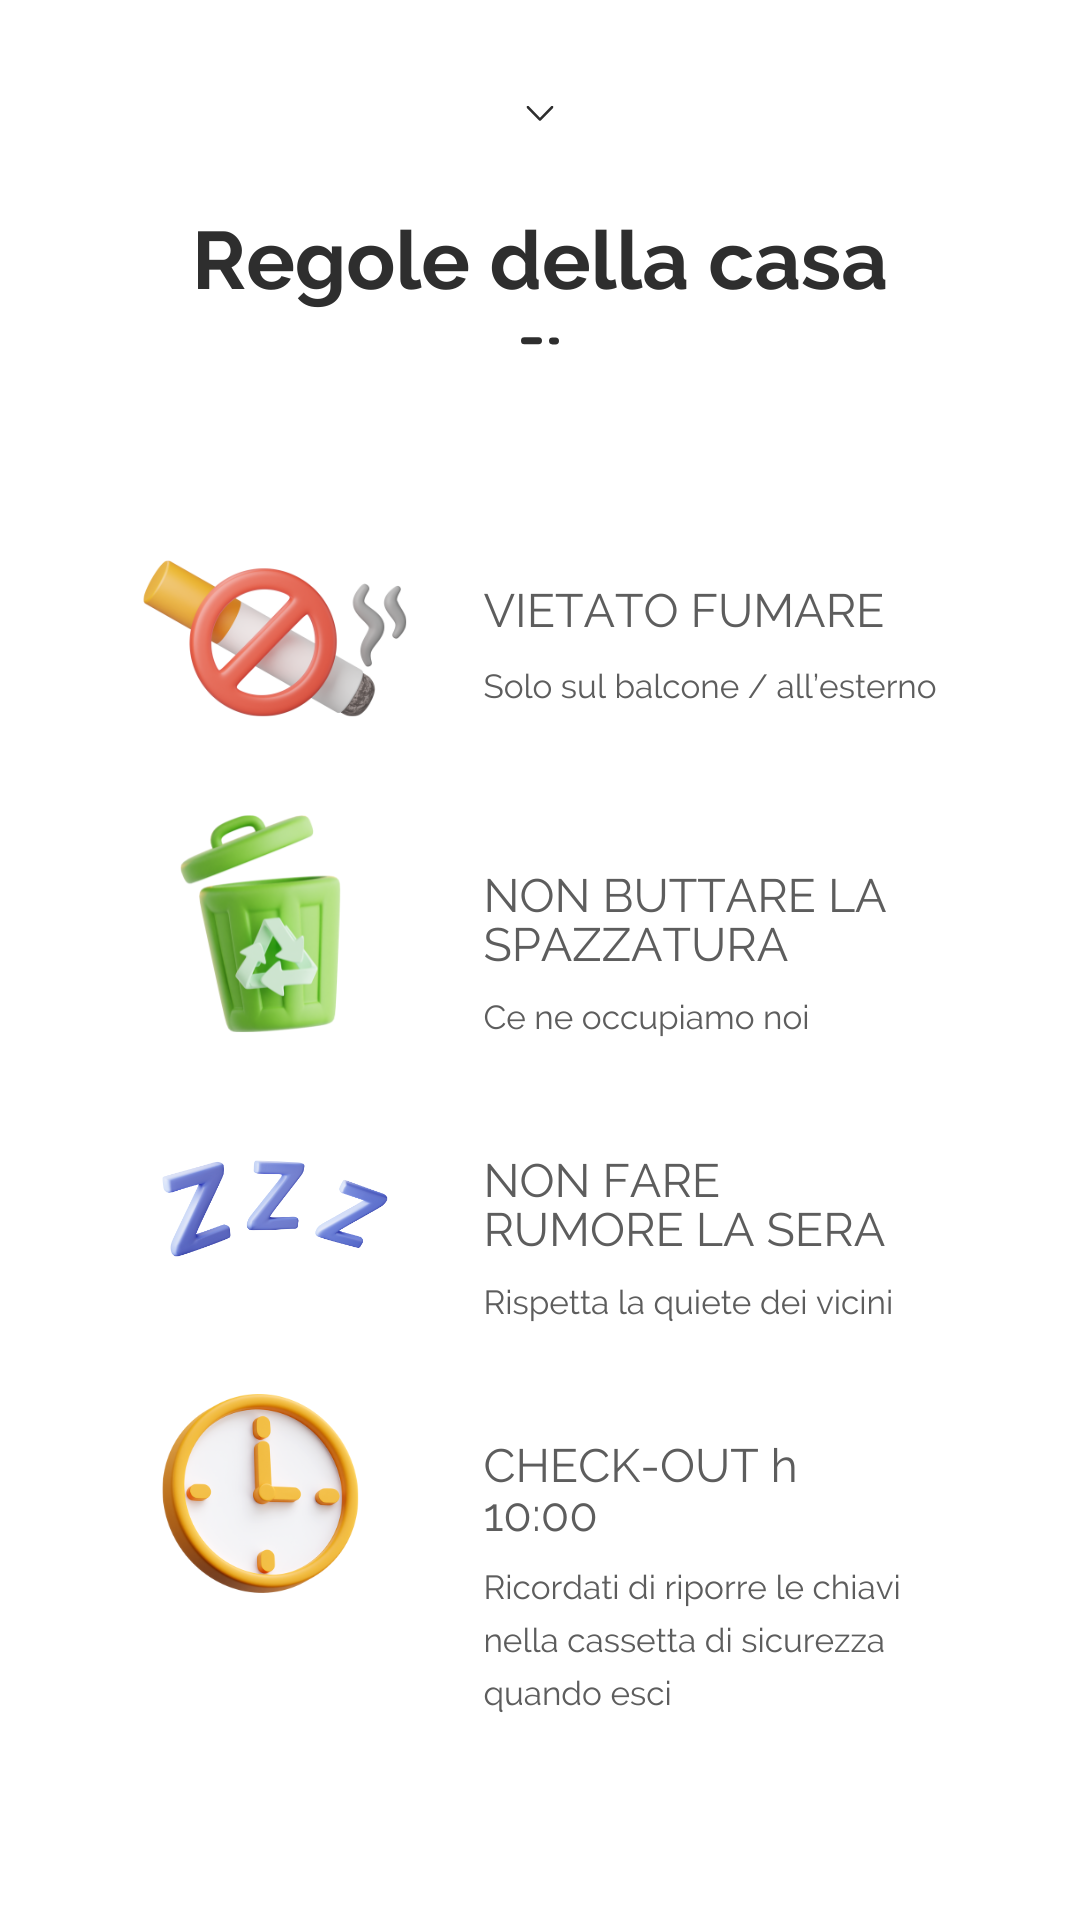 Regole della casa
VIETATO FUMARE
Solo sul balcone / all'esterno
NON BUTTARE LA
SPAZZATURA
Ce ne occupiamo noi
ZZZ
NON FARE
RUMORE LA SERA
Rispetta la quiete dei vicini
CHECK-OUT h
10:00
Ricordati di riporre le chiavi
nella cassetta di sicurezza
quando esci